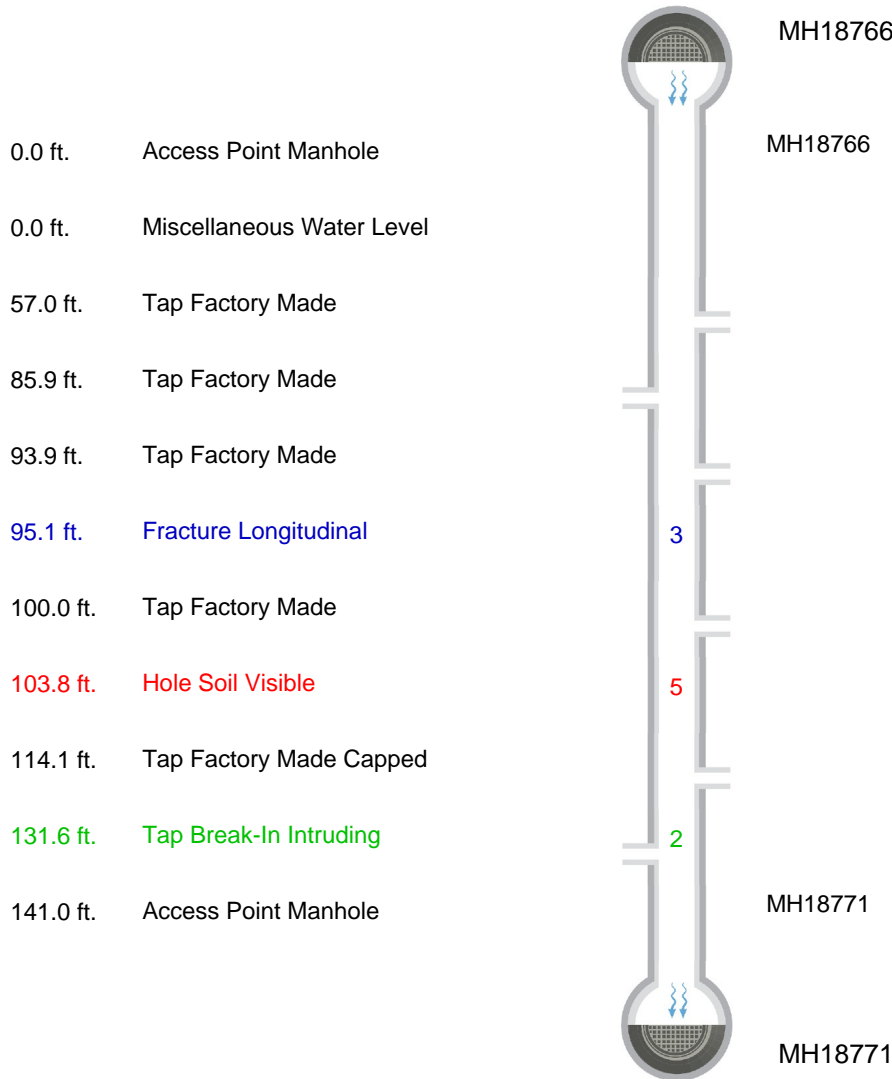 MH18766
0.0 ft. Access Point Manhole MH18766
0.0 ft. Miscellaneous Water Level
57.0 ft. Tap Factory Made
85.9 ft. Tap Factory Made
93.9 ft. Tap Factory Made
95.1 ft. Fracture Longitudinal 3
100.0 ft. Tap Factory Made
103.8 ft. Hole Soil Visible 5
114.1 ft. Tap Factory Made Capped
131.6 ft. Tap Break-In Intruding 2
141.0 ft. Access Point Manhole MH18771
MH18771